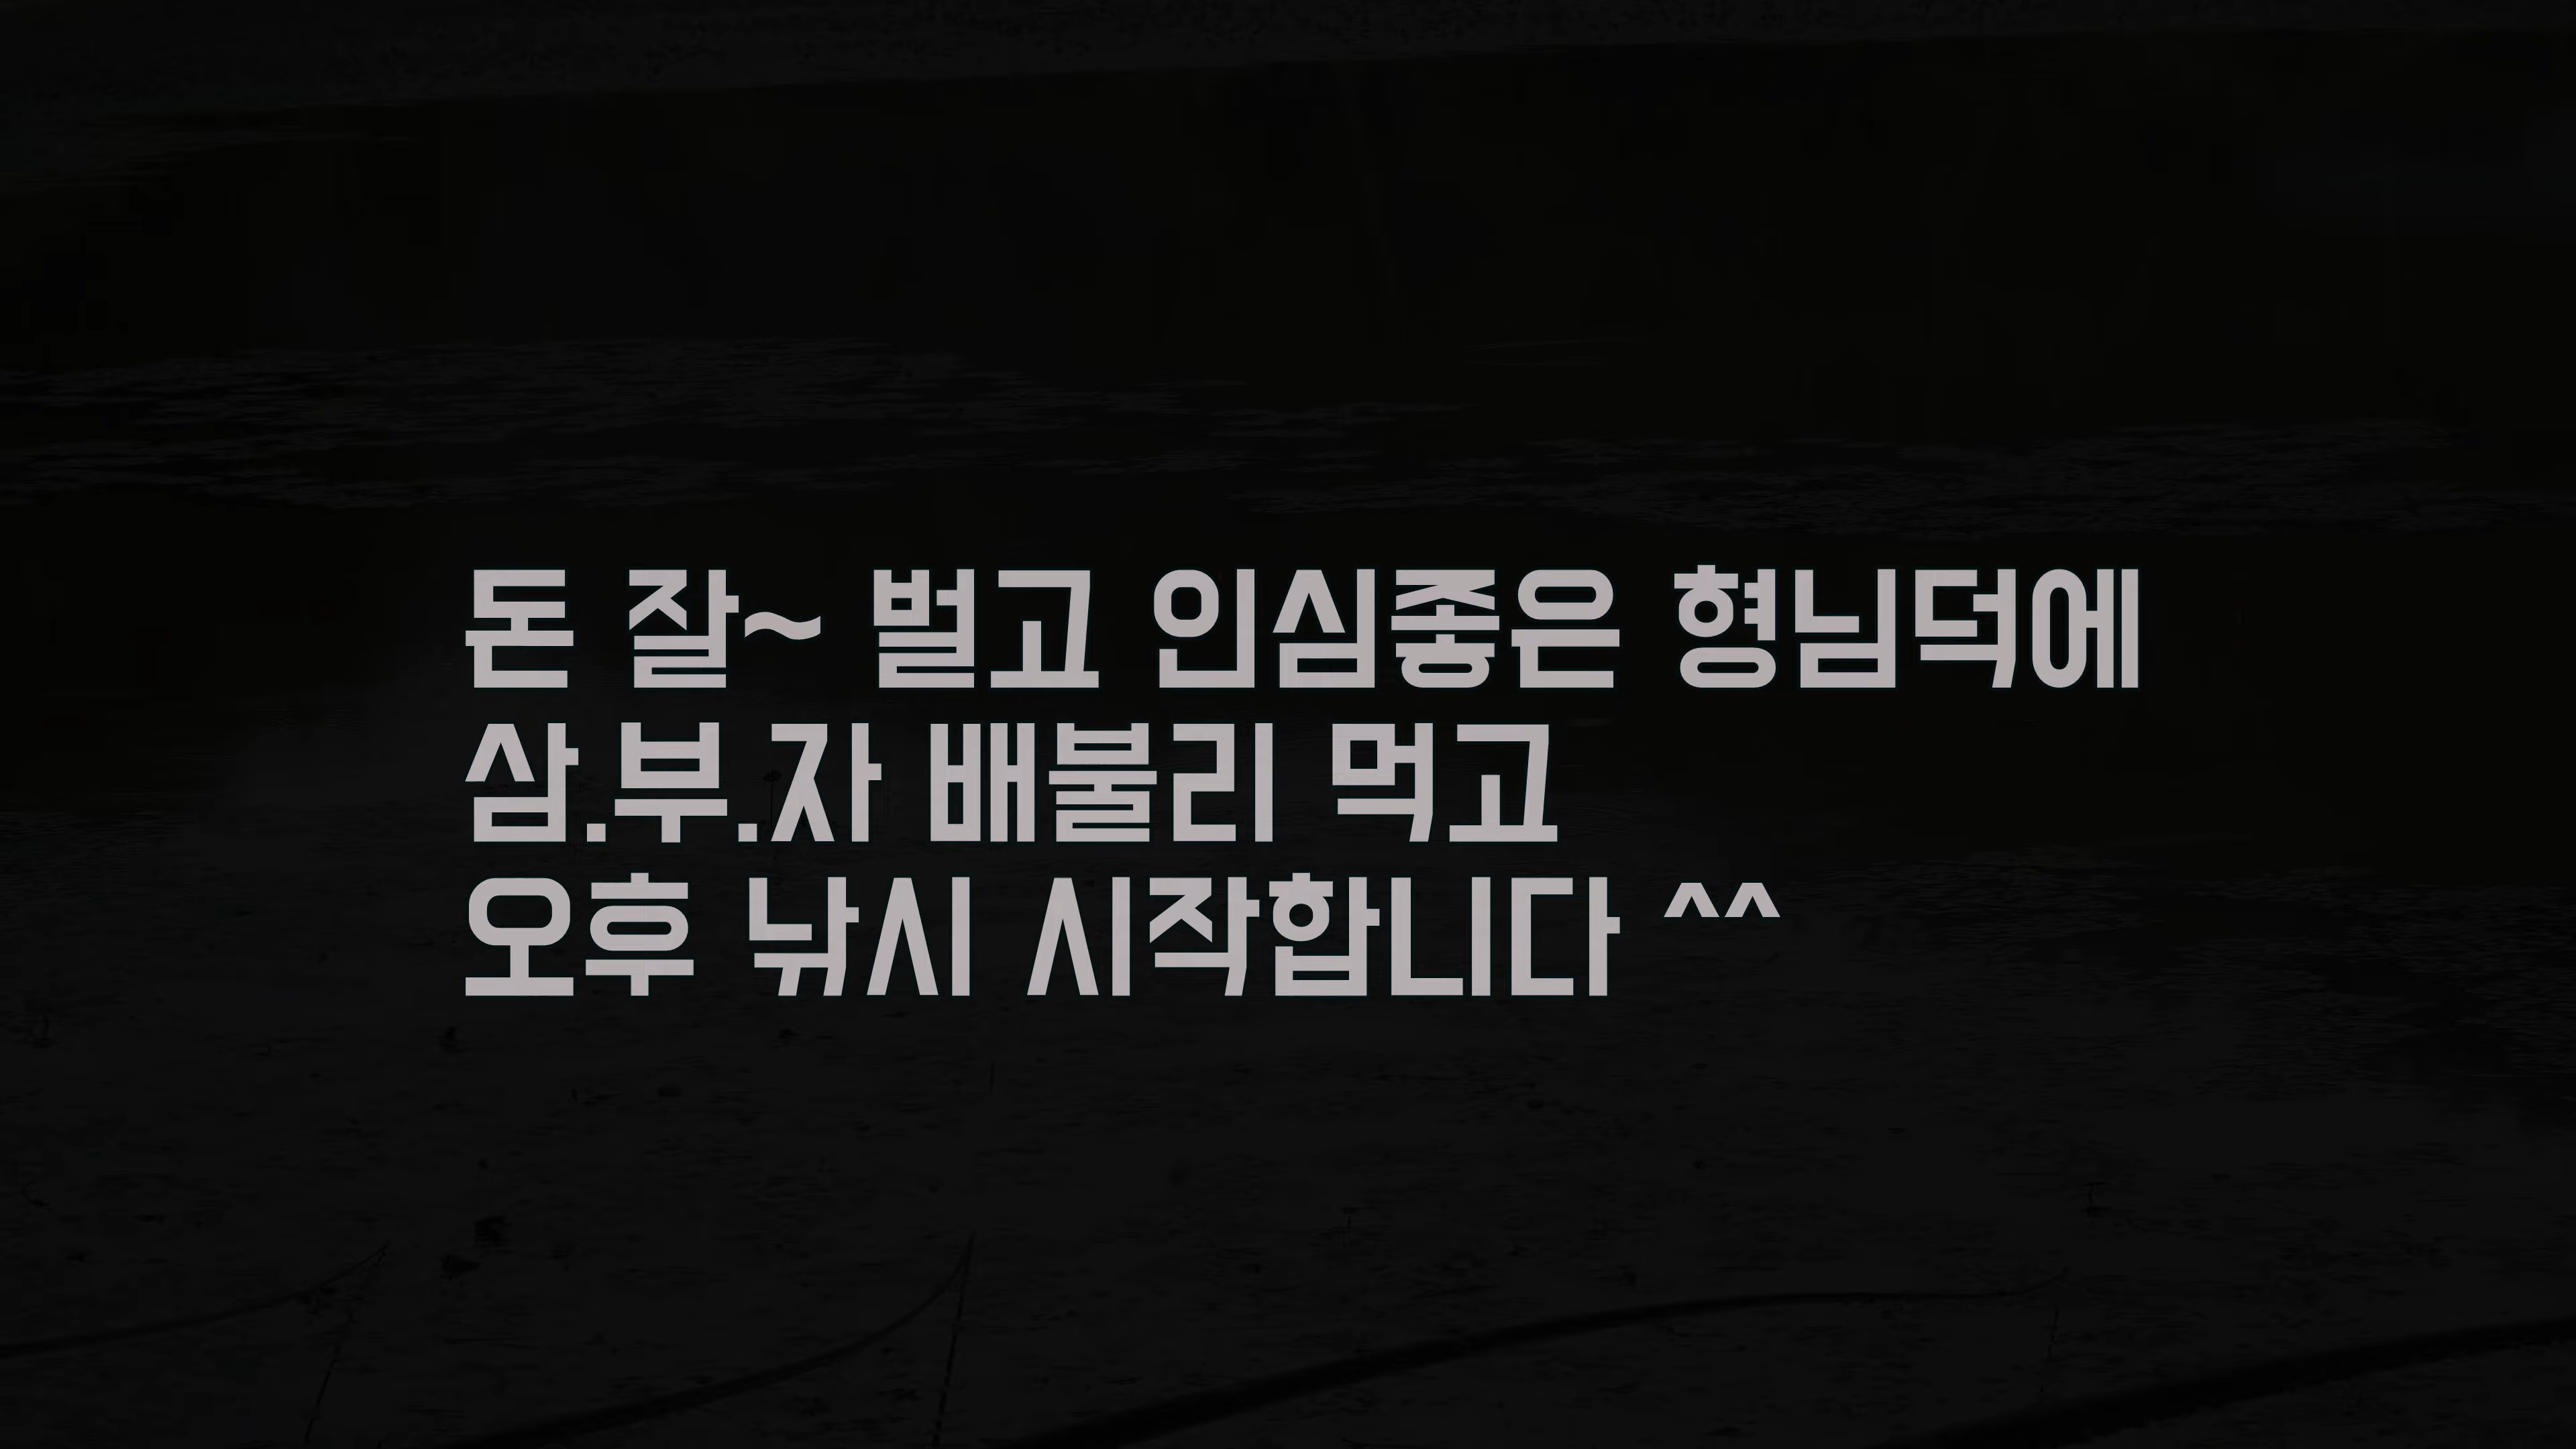 돈 잘~ 벌고 인심좋은 형님덕에
삼.부.자 배불리 먹고
오후 낚시 시작합니다 ^^